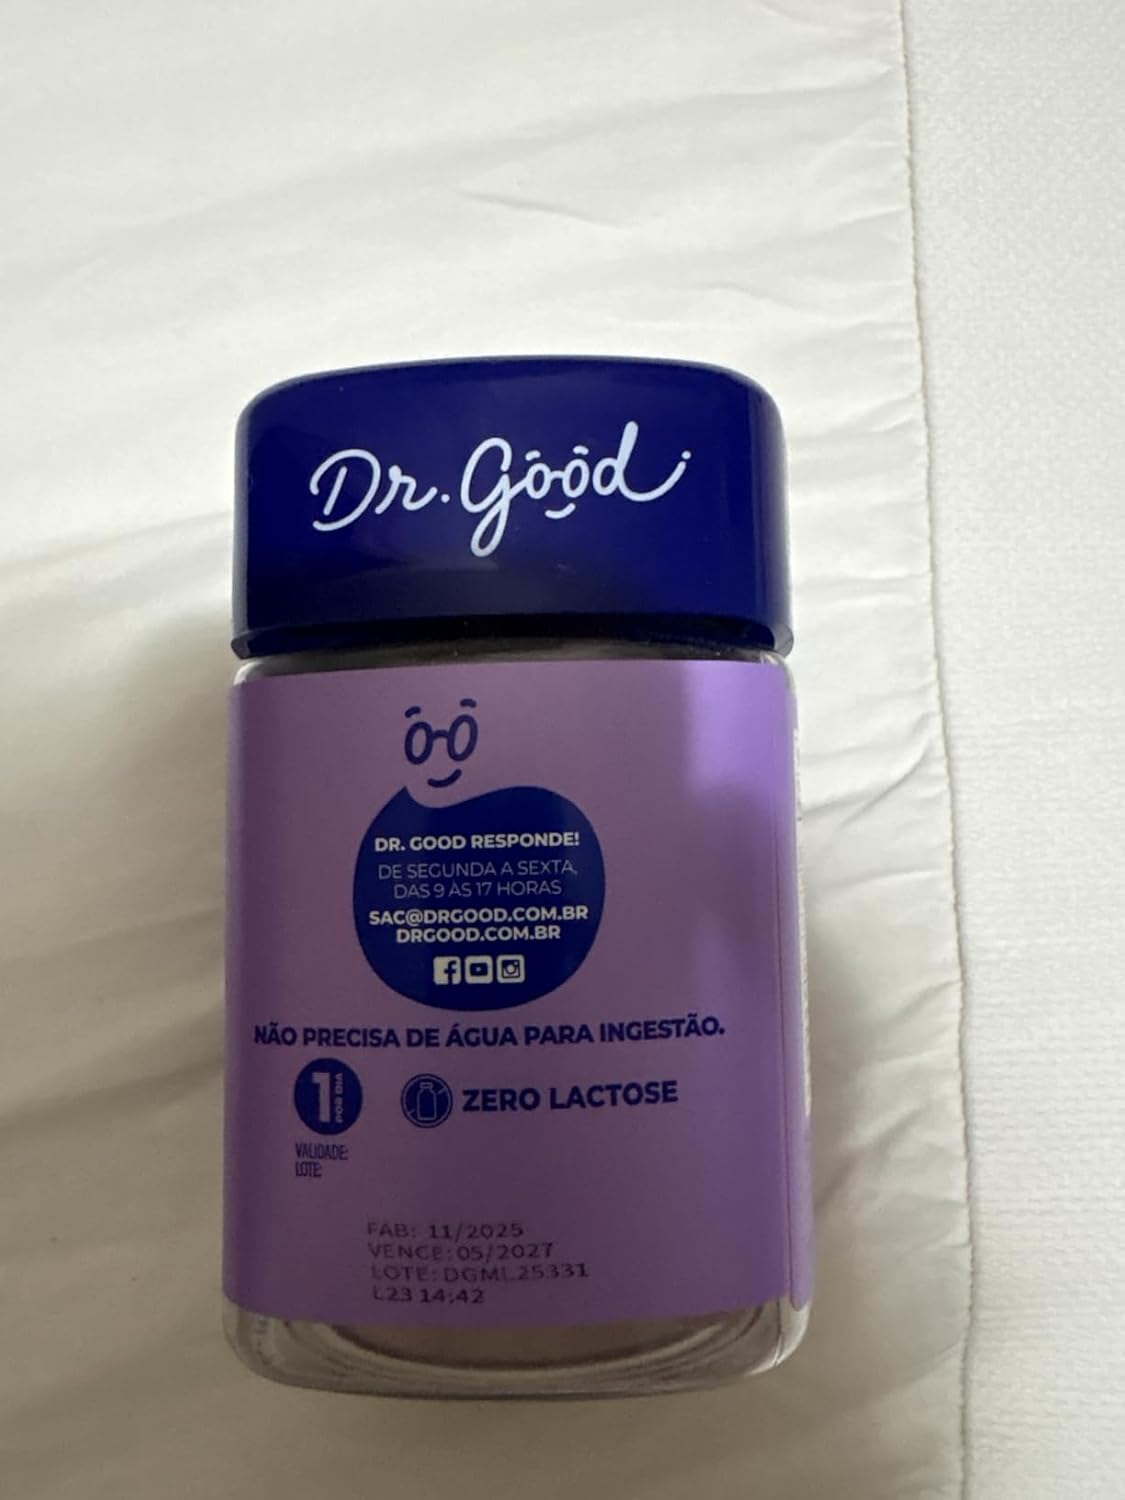 Dr. Good
DR. GOOD RESPONDE!
DE SEGUNDA A SEXTA,
DAS 9 ÀS 17 HORAS
SAC@DRGOOD.COM.BR
DRGOOD.COM.BR
NÃO PRECISA DE ÁGUA PARA INGESTÃO.
1 POR DIA
ZERO LACTOSE
VALIDADE:
LOTE:
FAB: 11/2025
VENCE: 05/2027
LOTE: DGML25331
L23 14:42